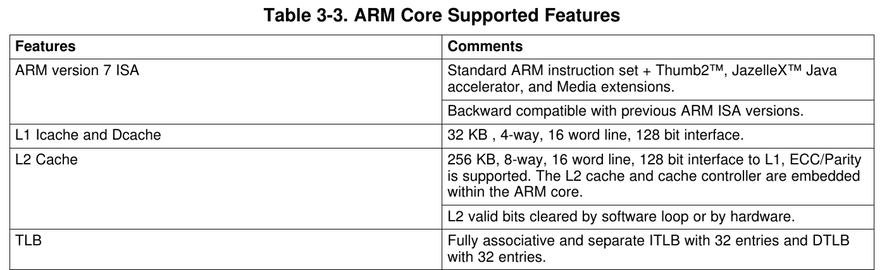 Table 3-3. ARM Core Supported Features
Features Comments
ARM version 7 ISA Standard ARM instruction set + Thumb2™, JazelleX™ Java
accelerator, and Media extensions.
Backward compatible with previous ARM ISA versions.
L1 Icache and Dcache 32 KB , 4-way, 16 word line, 128 bit interface.
L2 Cache 256 KB, 8-way, 16 word line, 128 bit interface to L1, ECC/Parity
is supported. The L2 cache and cache controller are embedded
within the ARM core.
L2 valid bits cleared by software loop or by hardware.
TLB Fully associative and separate ITLB with 32 entries and DTLB
with 32 entries.